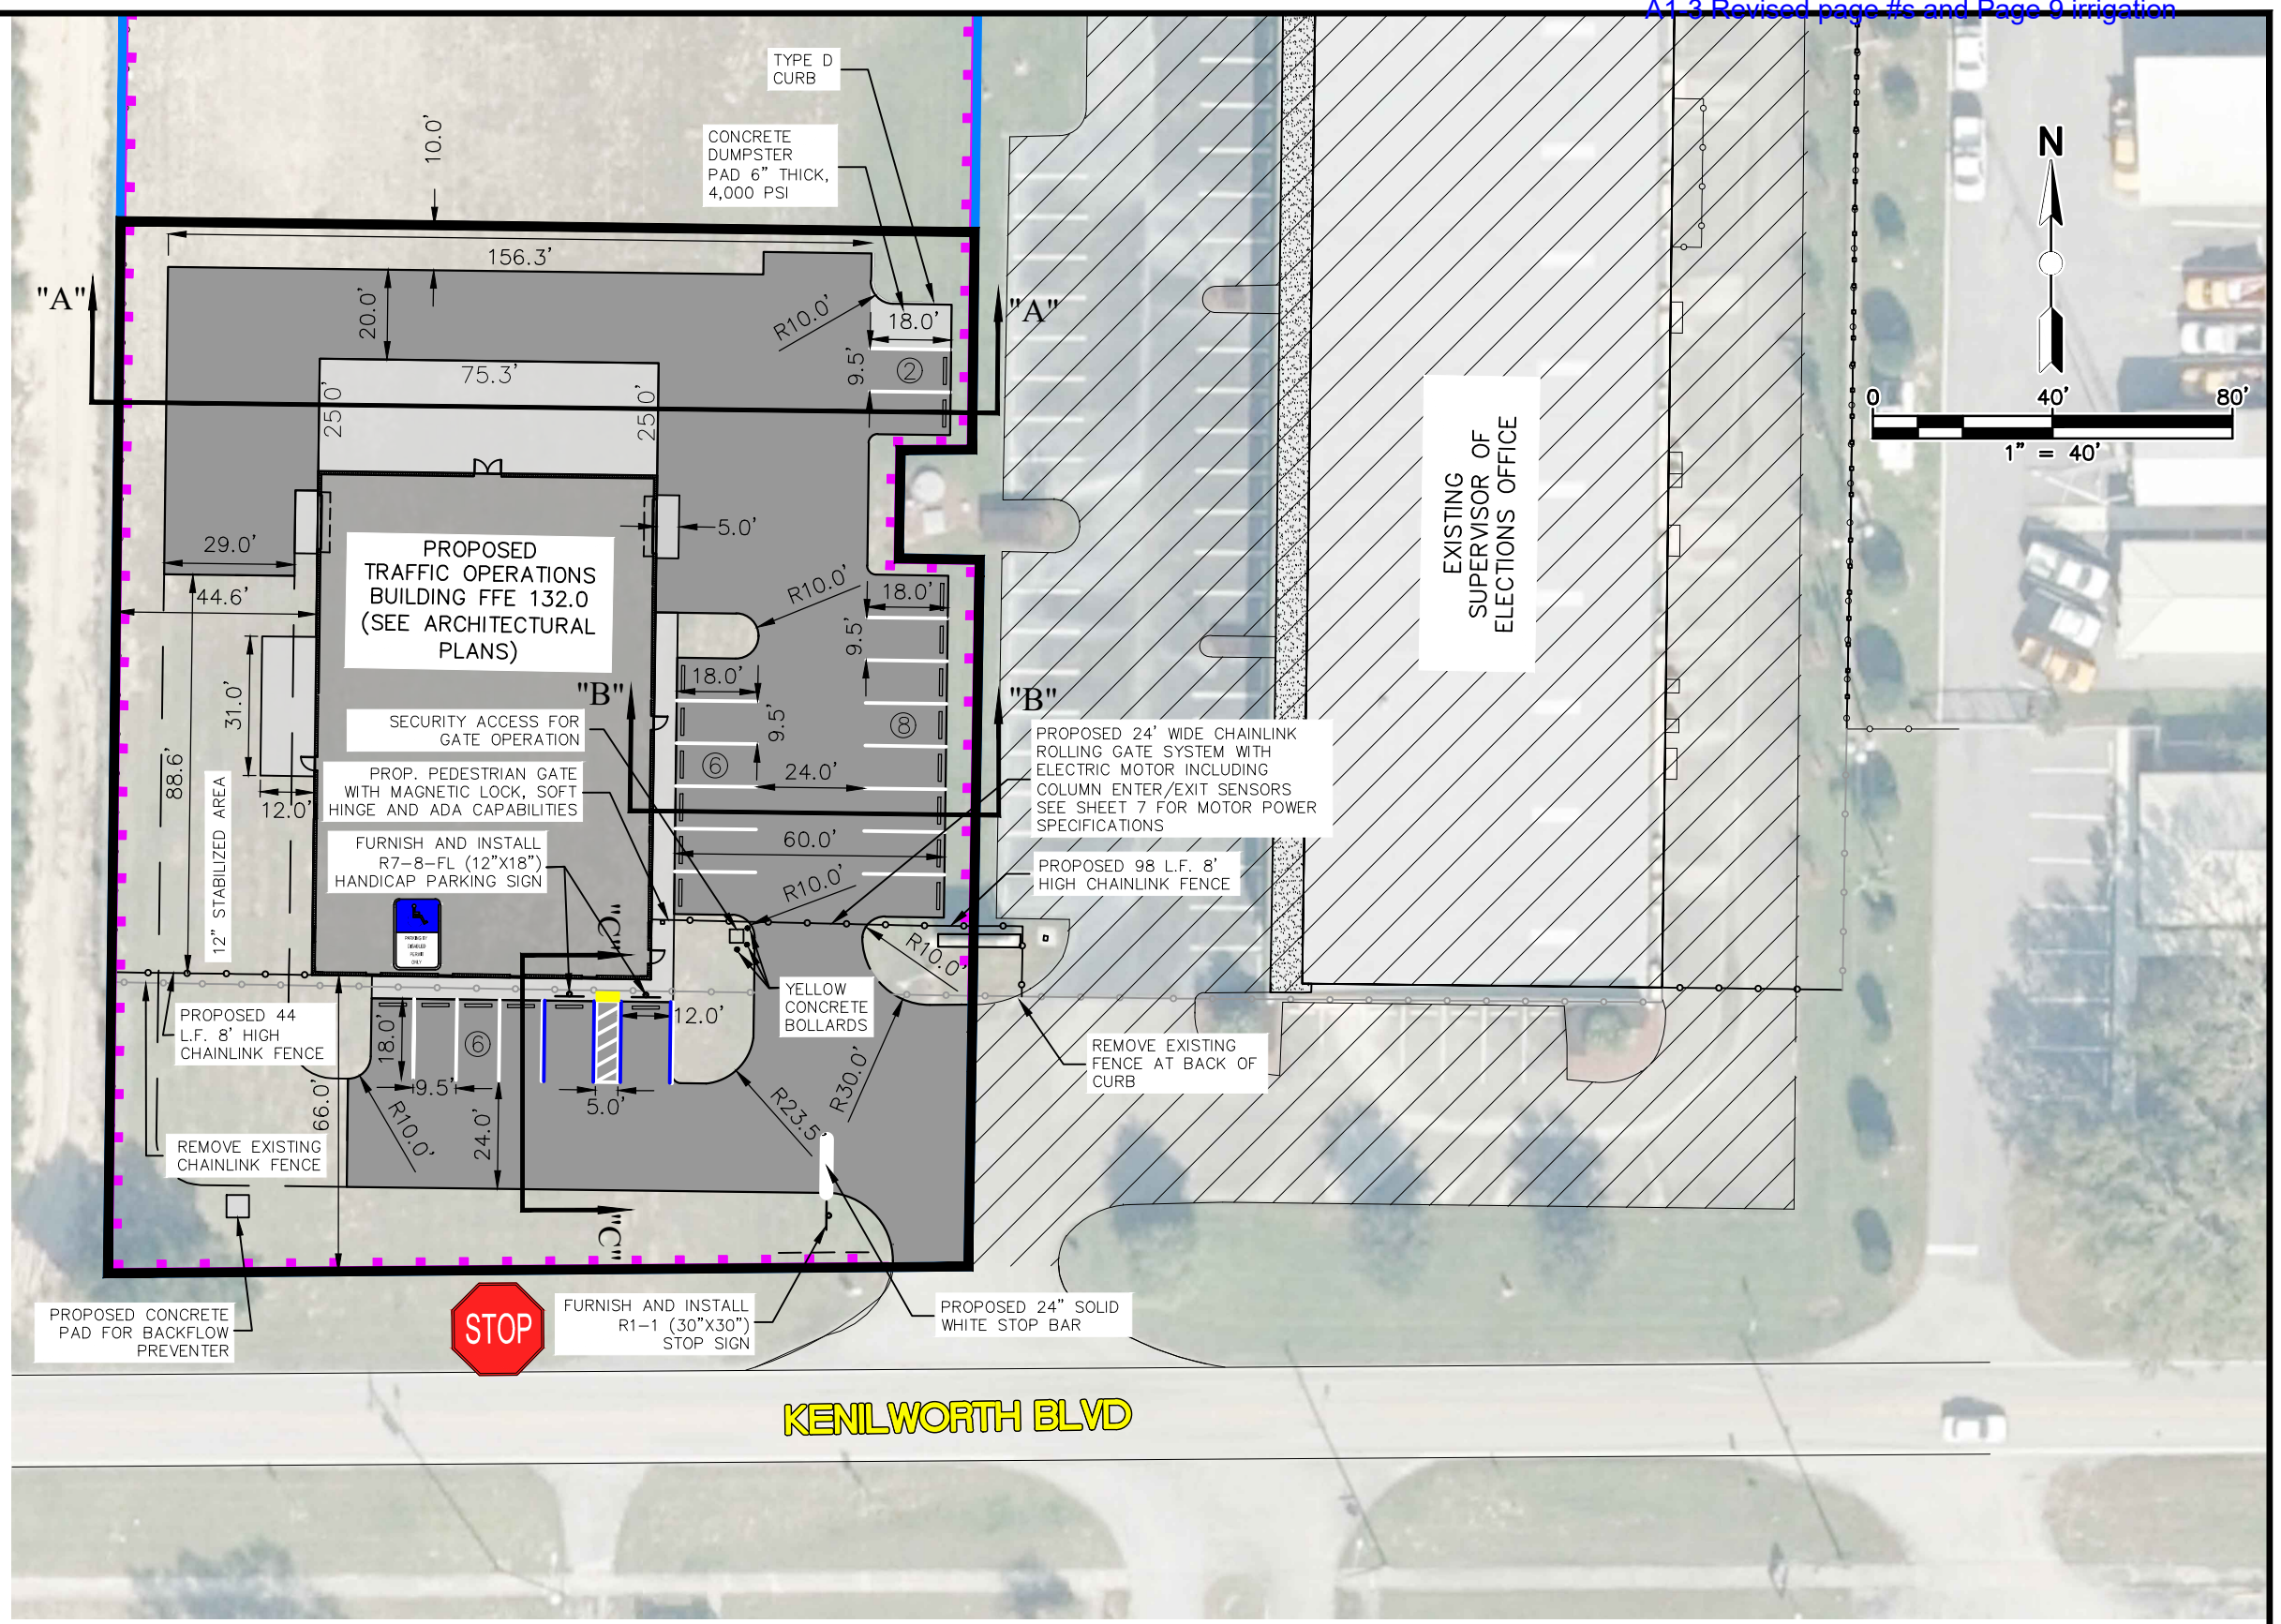 A1-3 Revised page #s and Page 9 irrigation
TYPE D
CURB
CONCRETE
DUMPSTER
PAD 6" THICK,
4,000 PSI
N
0
40'
80'
1" = 40'
10.0'
156.3'
20.0'
"A"
"A"
R10.0'
18.0'
9.5'
2
75.3'
25.0'
25.0'
29.0'
5.0'
PROPOSED
TRAFFIC OPERATIONS
BUILDING FFE 132.0
(SEE ARCHITECTURAL
PLANS)
EXISTING
SUPERVISOR OF
ELECTIONS OFFICE
44.6'
R10.0'
18.0'
9.5'
31.0'
88.6'
12.0'
12" STABILIZED AREA
"B"
"B"
18.0'
9.5'
8
6
24.0'
60.0'
R10.0'
SECURITY ACCESS FOR
GATE OPERATION
PROP. PEDESTRIAN GATE
WITH MAGNETIC LOCK, SOFT
HINGE AND ADA CAPABILITIES
FURNISH AND INSTALL
R7-8-FL (12"X18")
HANDICAP PARKING SIGN
PROPOSED 24' WIDE CHAINLINK
ROLLING GATE SYSTEM WITH
ELECTRIC MOTOR INCLUDING
COLUMN ENTER/EXIT SENSORS
SEE SHEET 7 FOR MOTOR POWER
SPECIFICATIONS
PROPOSED 98 L.F. 8'
HIGH CHAINLINK FENCE
PARKING BY
DISABLED
PERMIT
ONLY
"C"
R10.0'
YELLOW
CONCRETE
BOLLARDS
PROPOSED 44
L.F. 8' HIGH
CHAINLINK FENCE
18.0'
6
12.0'
9.5'
5.0'
R10.0'
24.0'
66.0'
R23.5'
R30.0'
REMOVE EXISTING
FENCE AT BACK OF
CURB
REMOVE EXISTING
CHAINLINK FENCE
"C"
PROPOSED CONCRETE
PAD FOR BACKFLOW
PREVENTER
STOP
FURNISH AND INSTALL
R1-1 (30"X30")
STOP SIGN
PROPOSED 24" SOLID
WHITE STOP BAR
KENILWORTH BLVD